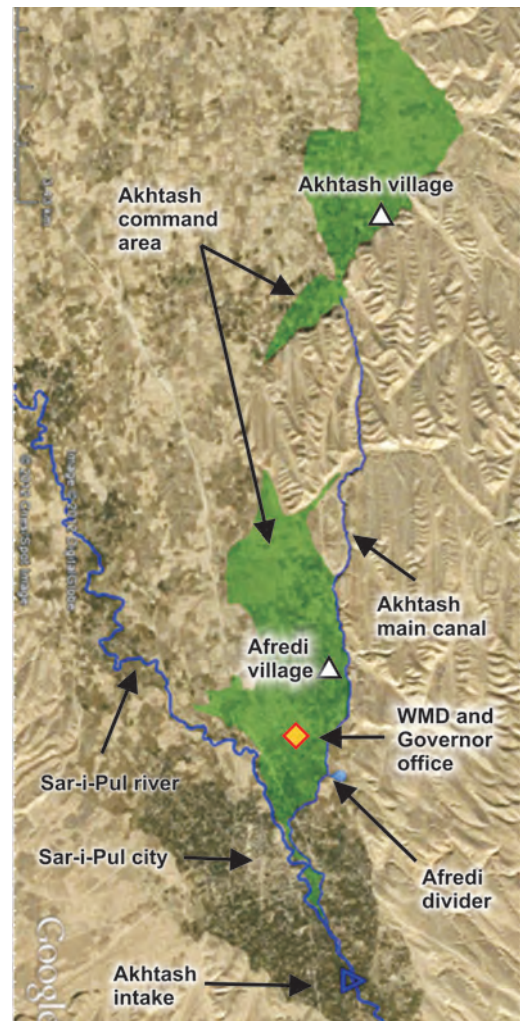 Akhtash village
Akhtash
command
area
Akhtash
main canal
Afredi
village
WMD and
Governor
office
Sar-i-Pul river
Sar-i-Pul city
Afredi
divider
Akhtash
intake
Google